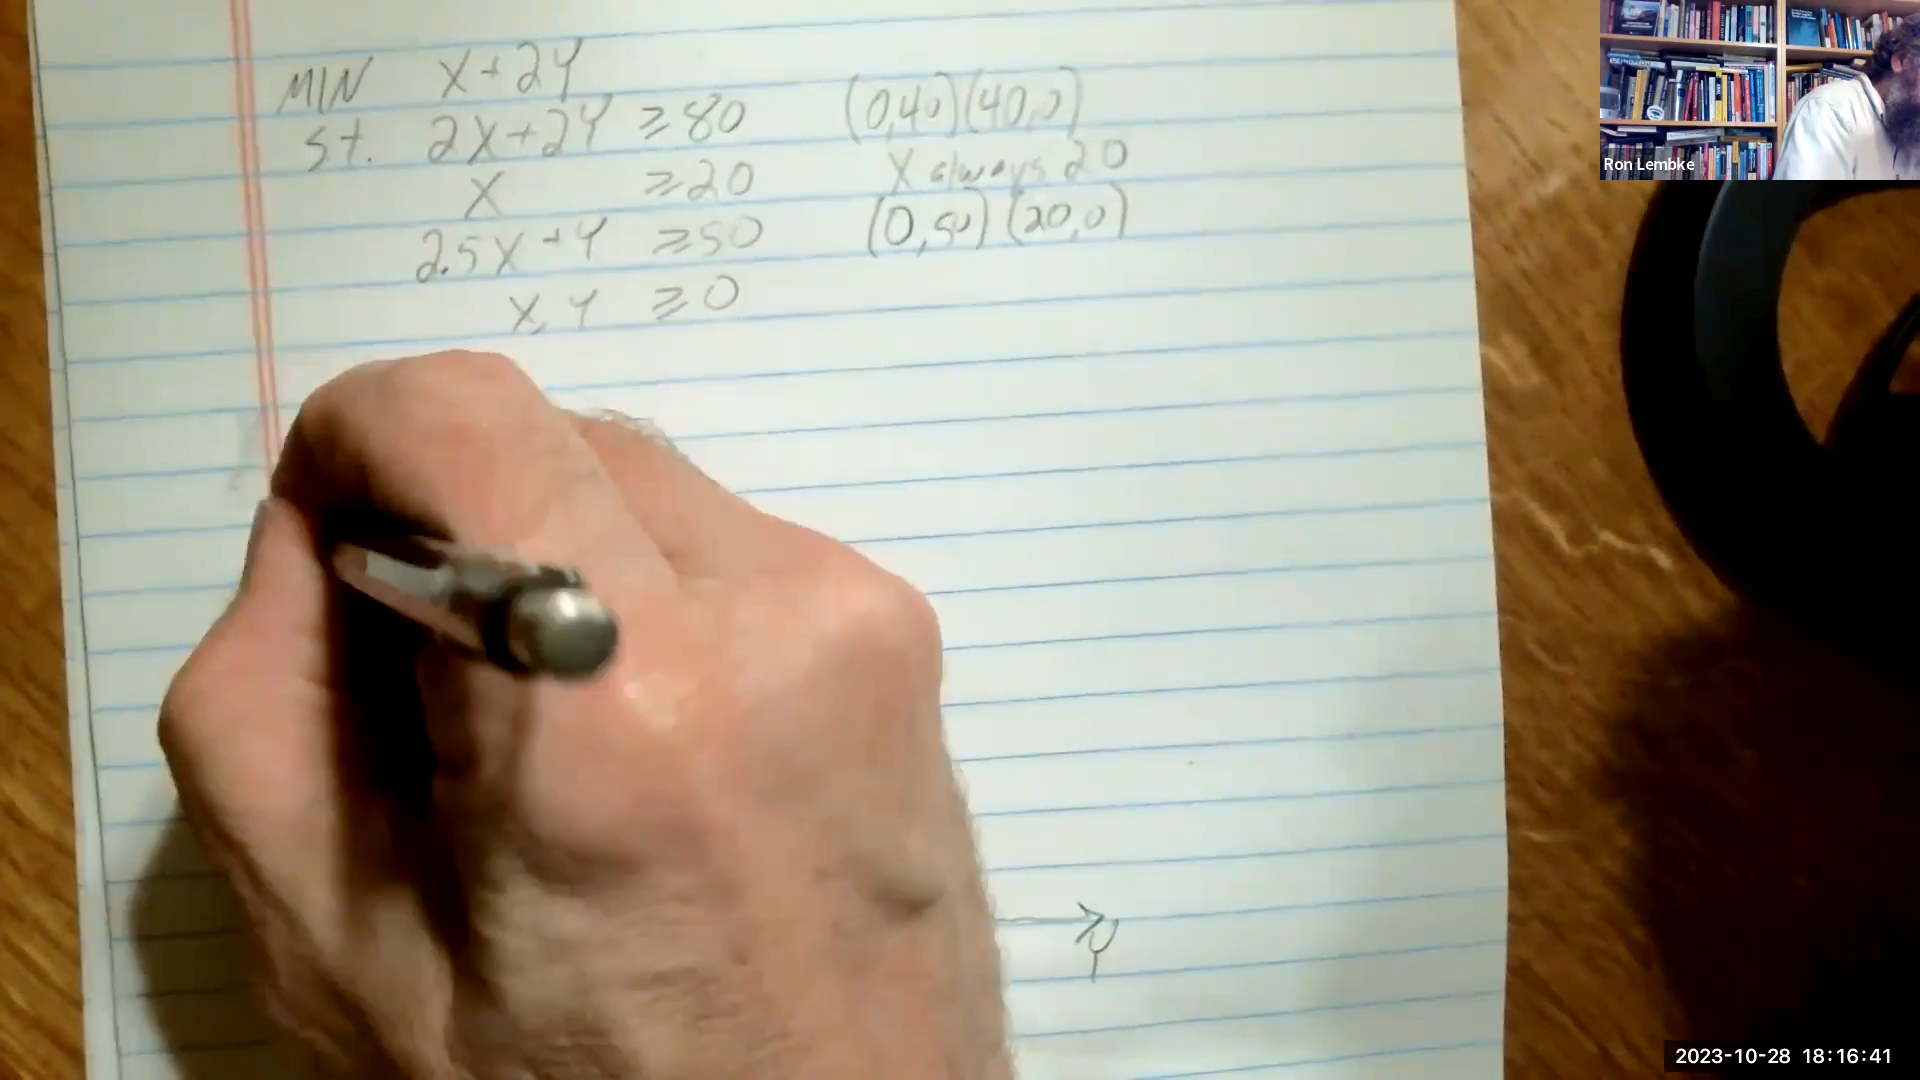 MIN X+2Y
st. 2X+2Y ≥80 (0,40)(40,0)
X ≥20 X always 20
2.5X+Y ≥50 (0,50) (20,0)
X, Y ≥0
Y
Ron Lembke
2023-10-28 18:16:41